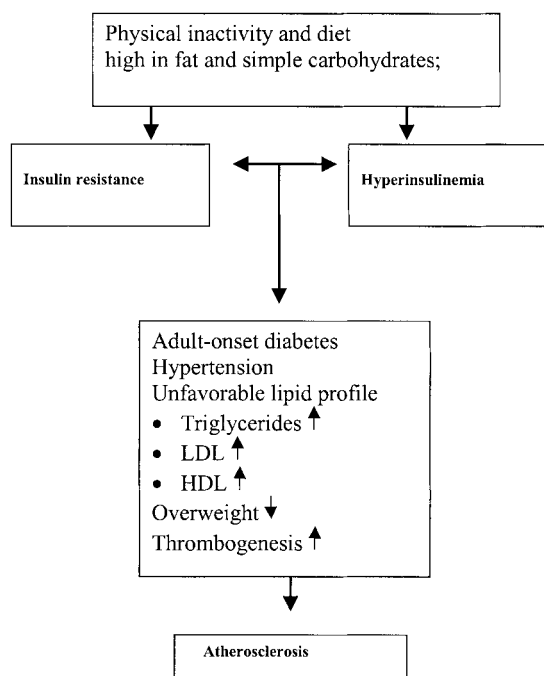 Physical inactivity and diet
high in fat and simple carbohydrates;
Insulin resistance
Hyperinsulinemia
Adult-onset diabetes
Hypertension
Unfavorable lipid profile
• Triglycerides ↑
• LDL ↑
• HDL ↑
Overweight ↓
Thrombogenesis ↑
Atherosclerosis